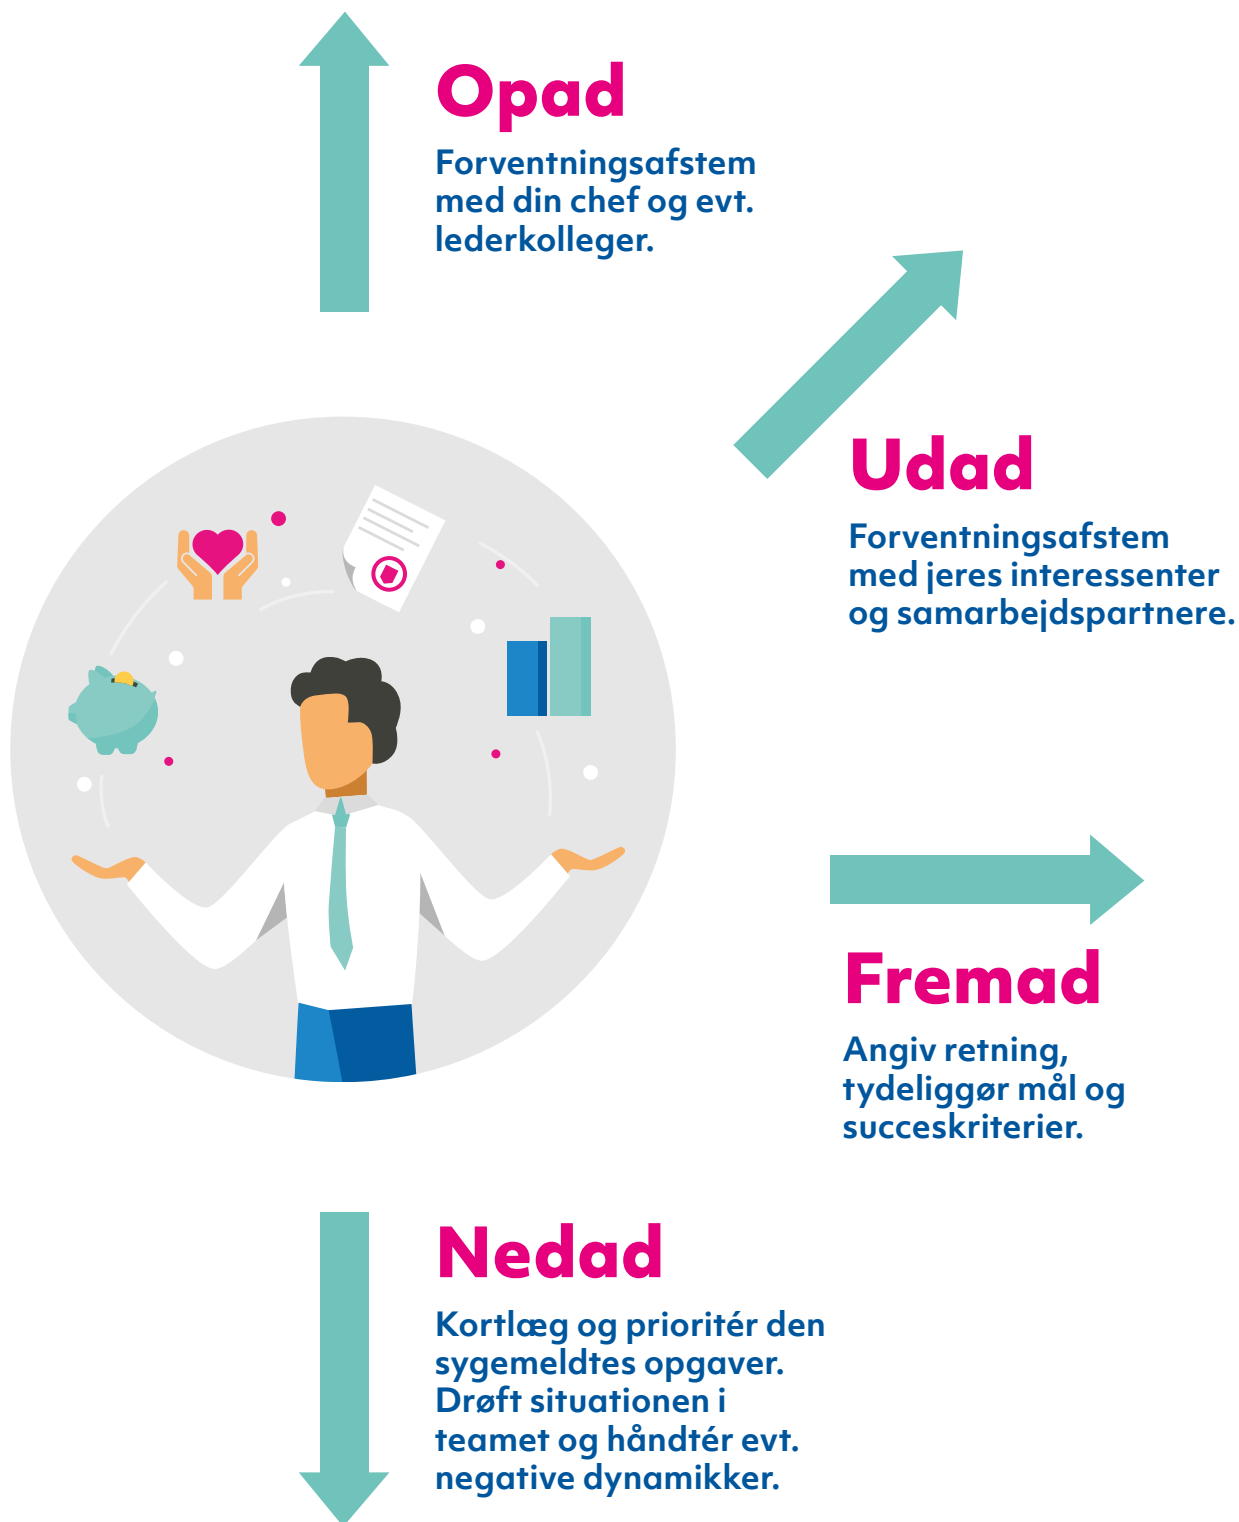 Opad
Forventningsafstem
med din chef og evt.
lederkolleger.
Udad
Forventningsafstem
med jeres interessenter
og samarbejdspartnere.
Fremad
Angiv retning,
tydeliggør mål og
succeskriterier.
Nedad
Kortlæg og prioritér den
sygemeldtes opgaver.
Drøft situationen i
teamet og håndtér evt.
negative dynamikker.